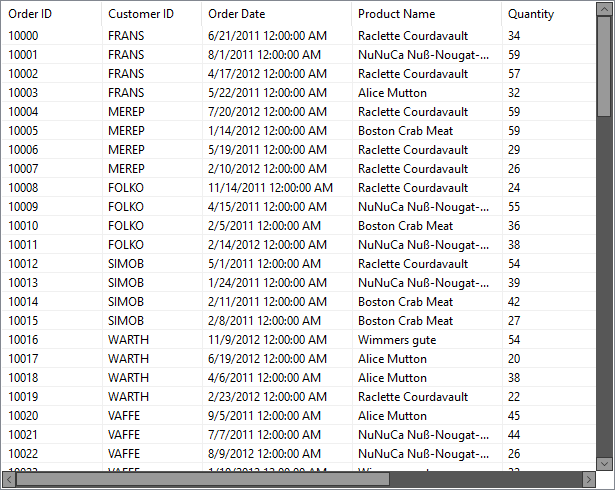 Order ID Customer ID Order Date Product Name Quantity
10000 FRANS 6/21/2011 12:00:00 AM Raclette Courdavault 34
10001 FRANS 8/1/2011 12:00:00 AM NuNuCa Nuß-Nougat-... 59
10002 FRANS 4/17/2012 12:00:00 AM Raclette Courdavault 57
10003 FRANS 5/22/2011 12:00:00 AM Alice Mutton 32
10004 MEREP 7/20/2012 12:00:00 AM Raclette Courdavault 59
10005 MEREP 1/14/2012 12:00:00 AM Boston Crab Meat 59
10006 MEREP 5/19/2011 12:00:00 AM Raclette Courdavault 29
10007 MEREP 2/10/2012 12:00:00 AM Raclette Courdavault 26
10008 FOLKO 11/14/2011 12:00:00 AM Raclette Courdavault 24
10009 FOLKO 4/15/2011 12:00:00 AM NuNuCa Nuß-Nougat-... 55
10010 FOLKO 2/5/2011 12:00:00 AM Boston Crab Meat 36
10011 FOLKO 2/14/2012 12:00:00 AM NuNuCa Nuß-Nougat-... 38
10012 SIMOB 5/1/2011 12:00:00 AM Raclette Courdavault 54
10013 SIMOB 1/24/2011 12:00:00 AM NuNuCa Nuß-Nougat-... 39
10014 SIMOB 2/11/2011 12:00:00 AM Boston Crab Meat 42
10015 SIMOB 2/8/2011 12:00:00 AM Boston Crab Meat 27
10016 WARTH 11/9/2012 12:00:00 AM Wimmers gute 54
10017 WARTH 6/19/2012 12:00:00 AM Alice Mutton 20
10018 WARTH 4/6/2011 12:00:00 AM Alice Mutton 38
10019 WARTH 2/23/2012 12:00:00 AM Raclette Courdavault 22
10020 VAFFE 9/5/2011 12:00:00 AM Alice Mutton 45
10021 VAFFE 7/7/2011 12:00:00 AM NuNuCa Nuß-Nougat-... 44
10022 VAFFE 8/9/2012 12:00:00 AM NuNuCa Nuß-Nougat-... 26